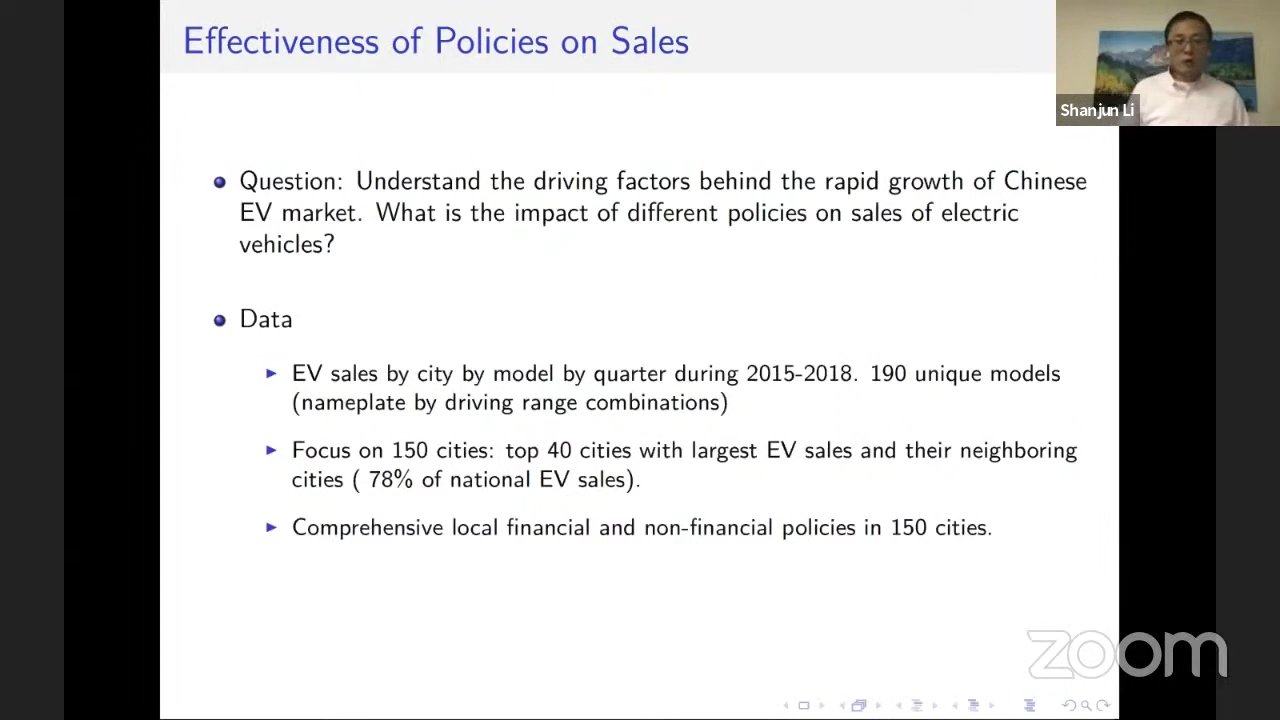 Effectiveness of Policies on Sales
Shanjun Li
Question: Understand the driving factors behind the rapid growth of Chinese
EV market. What is the impact of different policies on sales of electric
vehicles?
Data
EV sales by city by model by quarter during 2015-2018. 190 unique models
(nameplate by driving range combinations)
Focus on 150 cities: top 40 cities with largest EV sales and their neighboring
cities ( 78% of national EV sales).
Comprehensive local financial and non-financial policies in 150 cities.
zoom